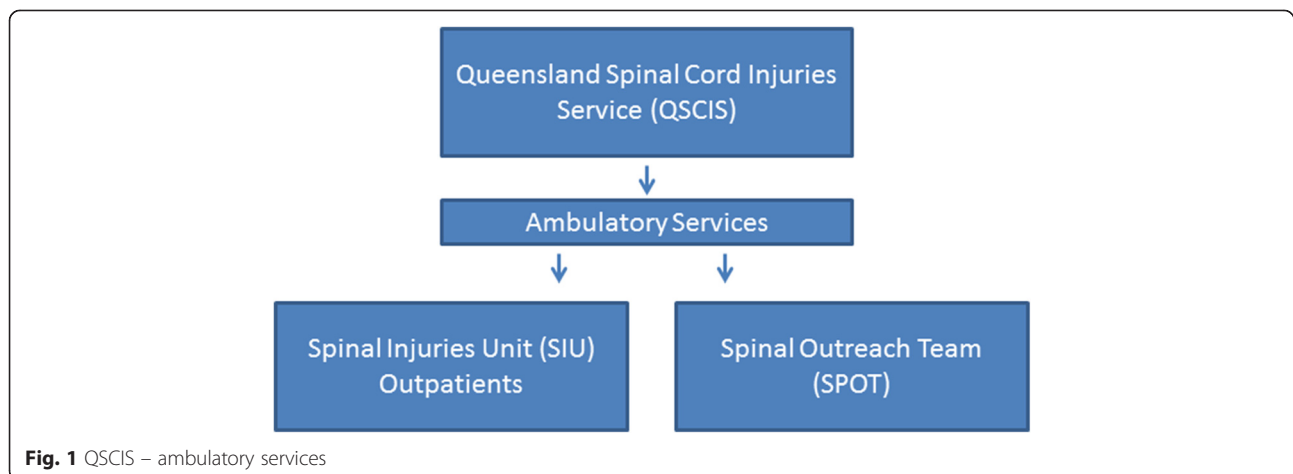 Queensland Spinal Cord Injuries
Service (QSCIS)
Ambulatory Services
Spinal Injuries Unit (SIU)
Outpatients
Spinal Outreach Team
(SPOT)
Fig. 1 QSCIS – ambulatory services